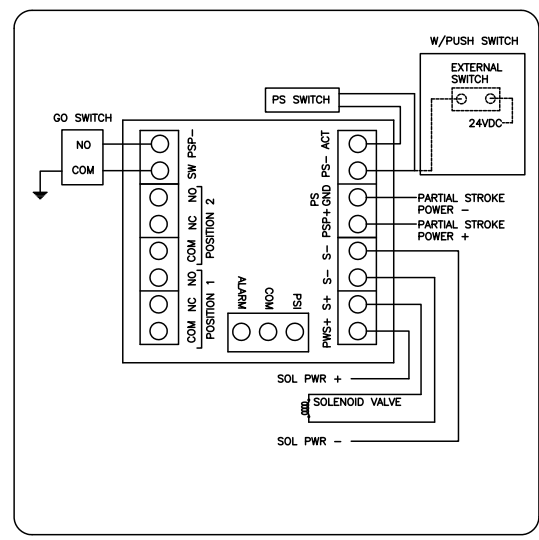 W/PUSH SWITCH
EXTERNAL
SWITCH
24VDC
PS SWITCH
GO SWITCH
NO
COM
PSP-
SW
NO
NC
COM
POSITION 2
NO
NC
COM
POSITION 1
ALARM
COM
PSI
ACT
PS-
PS
GND
PSP+
S-
S-
S+
PWS+
PARTIAL STROKE
POWER -
PARTIAL STROKE
POWER +
SOL PWR +
SOLENOID VALVE
SOL PWR -